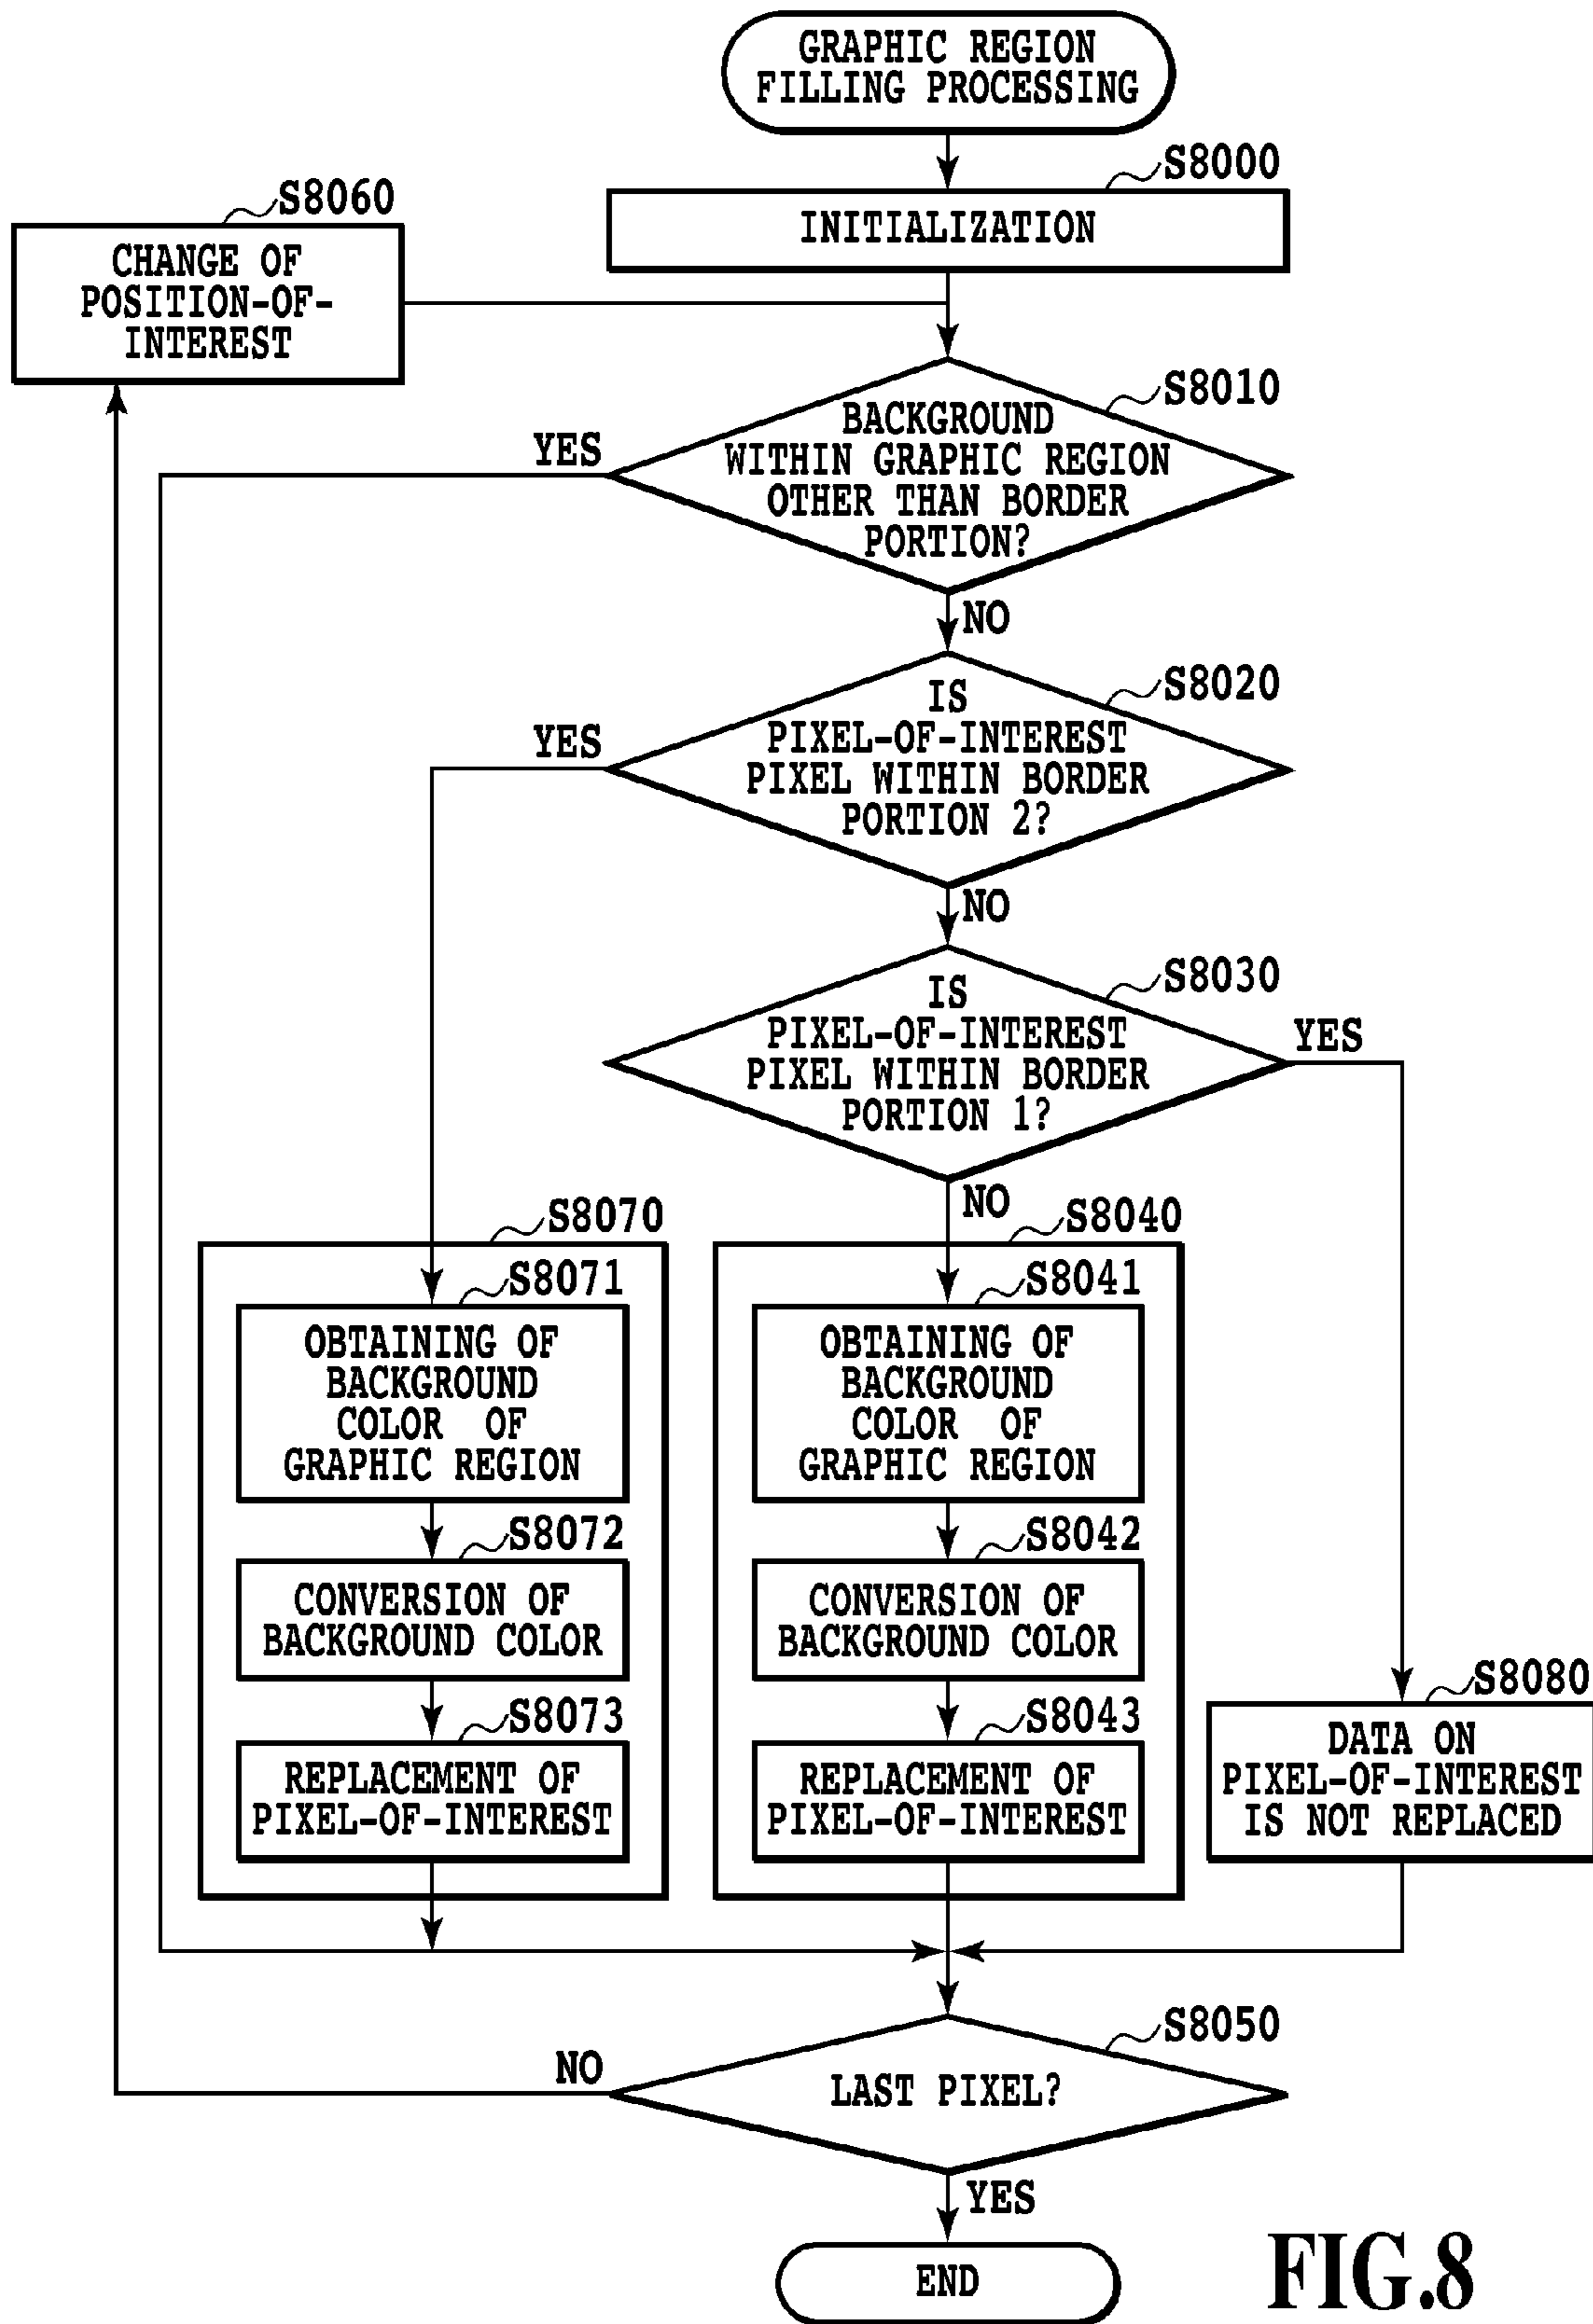 GRAPHIC REGION
FILLING PROCESSING
S8000
INITIALIZATION
S8060
CHANGE OF
POSITION-OF-
INTEREST
S8010
BACKGROUND
WITHIN GRAPHIC REGION
OTHER THAN BORDER
PORTION?
YES
NO
S8020
IS
PIXEL-OF-INTEREST
PIXEL WITHIN BORDER
PORTION 2?
YES
NO
S8030
IS
PIXEL-OF-INTEREST
PIXEL WITHIN BORDER
PORTION 1?
YES
NO
S8070
S8071
OBTAINING OF
BACKGROUND
COLOR OF
GRAPHIC REGION
S8072
CONVERSION OF
BACKGROUND COLOR
S8073
REPLACEMENT OF
PIXEL-OF-INTEREST
S8040
S8041
OBTAINING OF
BACKGROUND
COLOR OF
GRAPHIC REGION
S8042
CONVERSION OF
BACKGROUND COLOR
S8043
REPLACEMENT OF
PIXEL-OF-INTEREST
S8080
DATA ON
PIXEL-OF-INTEREST
IS NOT REPLACED
S8050
LAST PIXEL?
NO
YES
END
FIG.8